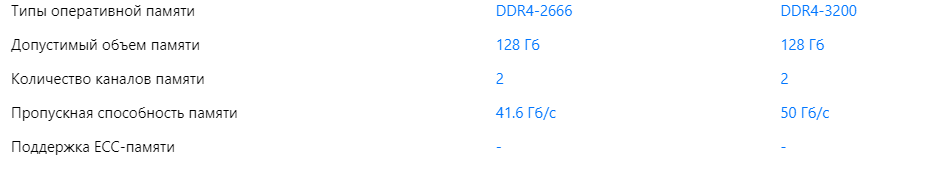 Типы оперативной памяти DDR4-2666 DDR4-3200
Допустимый объем памяти 128 Гб 128 Гб
Количество каналов памяти 2 2
Пропускная способность памяти 41.6 Гб/с 50 Гб/с
Поддержка ECC-памяти - -